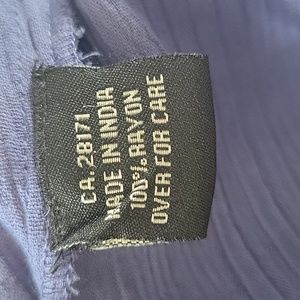 CA.28171
MADE IN INDIA
100% RAYON
OVER FOR CARE